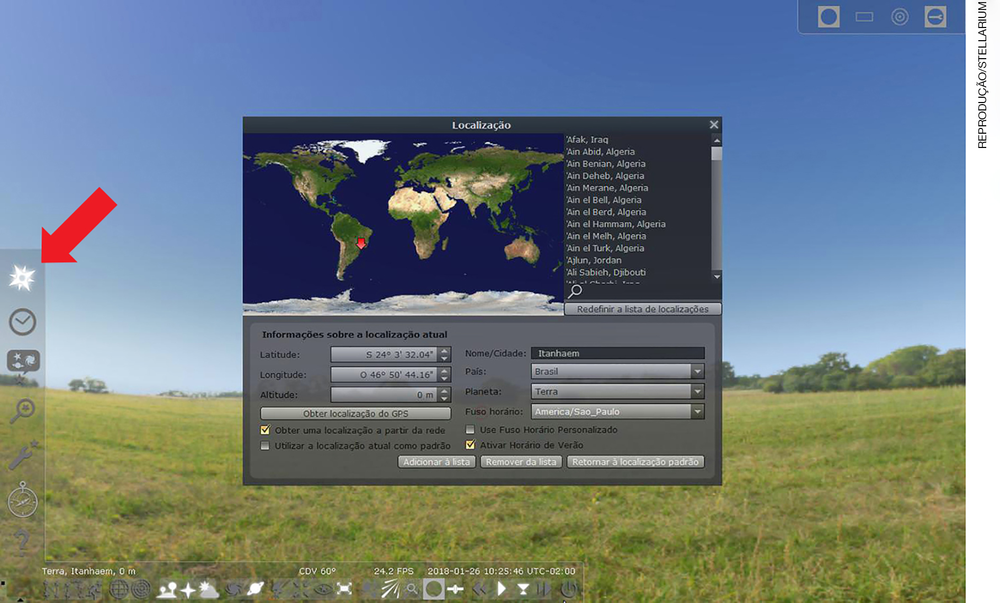 REPRODUÇÃO/STELLARIUM
Localização
'Afak, Iraq
'Ain Abid, Algeria
'Ain Benian, Algeria
'Ain Deheb, Algeria
'Ain Merane, Algeria
'Ain el Bell, Algeria
'Ain el Berd, Algeria
'Ain el Hammam, Algeria
'Ain el Melh, Algeria
'Ain el Turk, Algeria
'Ajlun, Jordan
'Ali Sabieh, Djibouti
Redefinir a lista de localizações
Informações sobre a localização atual
Latitude: S 24° 3' 32.04"
Longitude: O 46° 50' 44.16"
Altitude: 0 m
Obter localização do GPS
Obter uma localização a partir da rede
Utilizar a localização atual como padrão
Nome/Cidade: Itanhaem
País: Brasil
Planeta: Terra
Fuso horário: America/Sao_Paulo
Use Fuso Horário Personalizado
Ativar Horário de Verão
Adicionar à lista Remover da lista Retornar à localização padrão
Terra, Itanhaem, 0 m CDV 60° 24.2 FPS 2018-01-26 10:25:46 UTC-02:00